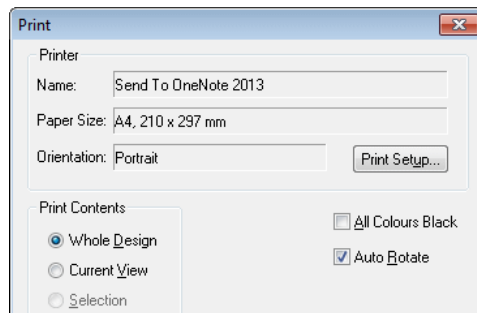 Print
Printer
Name: Send To OneNote 2013
Paper Size: A4, 210 x 297 mm
Orientation: Portrait Print Setup...
Print Contents
All Colours Black
Whole Design
Auto Rotate
Current View
Selection